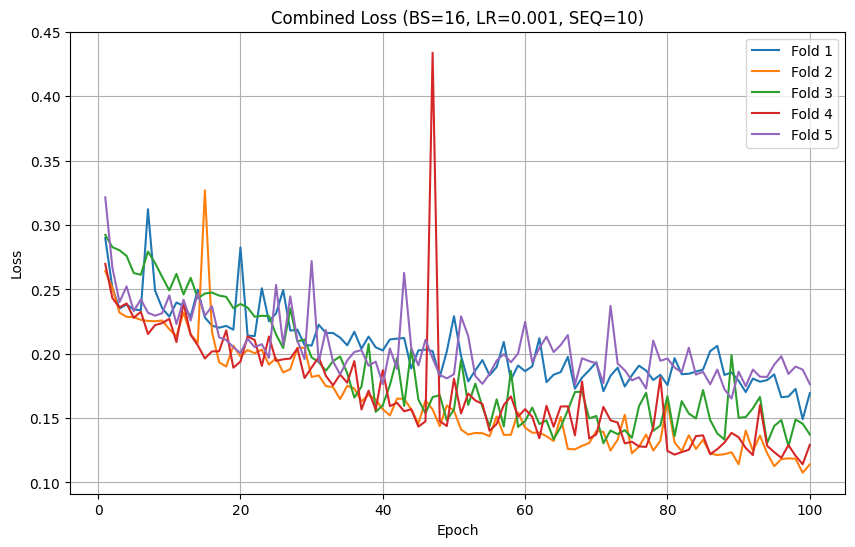 Combined Loss (BS=16, LR=0.001, SEQ=10)
0.45
0.40
0.35
0.30
0.25
0.20
0.15
0.10
Loss
Fold 1
Fold 2
Fold 3
Fold 4
Fold 5
0 20 40 60 80 100
Epoch